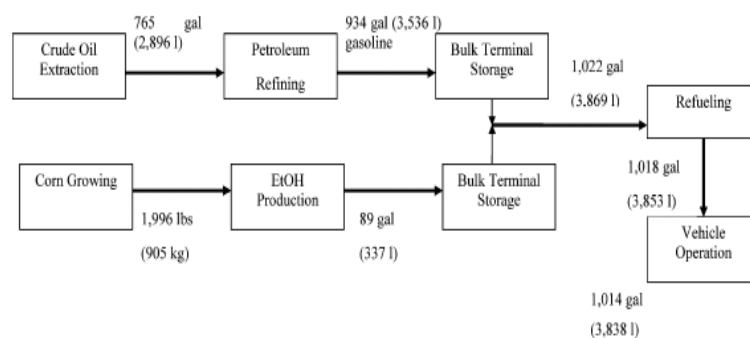 765 gal
(2,896 l)
934 gal (3,536 l)
gasoline
Crude Oil
Extraction
Petroleum
Refining
Bulk Terminal
Storage
1,022 gal
(3.869 l)
Refueling
Corn Growing
EtOH
Production
Bulk Terminal
Storage
1,996 lbs
(905 kg)
89 gal
(337 l)
1,018 gal
(3,853 l)
Vehicle
Operation
1,014 gal
(3,838 l)